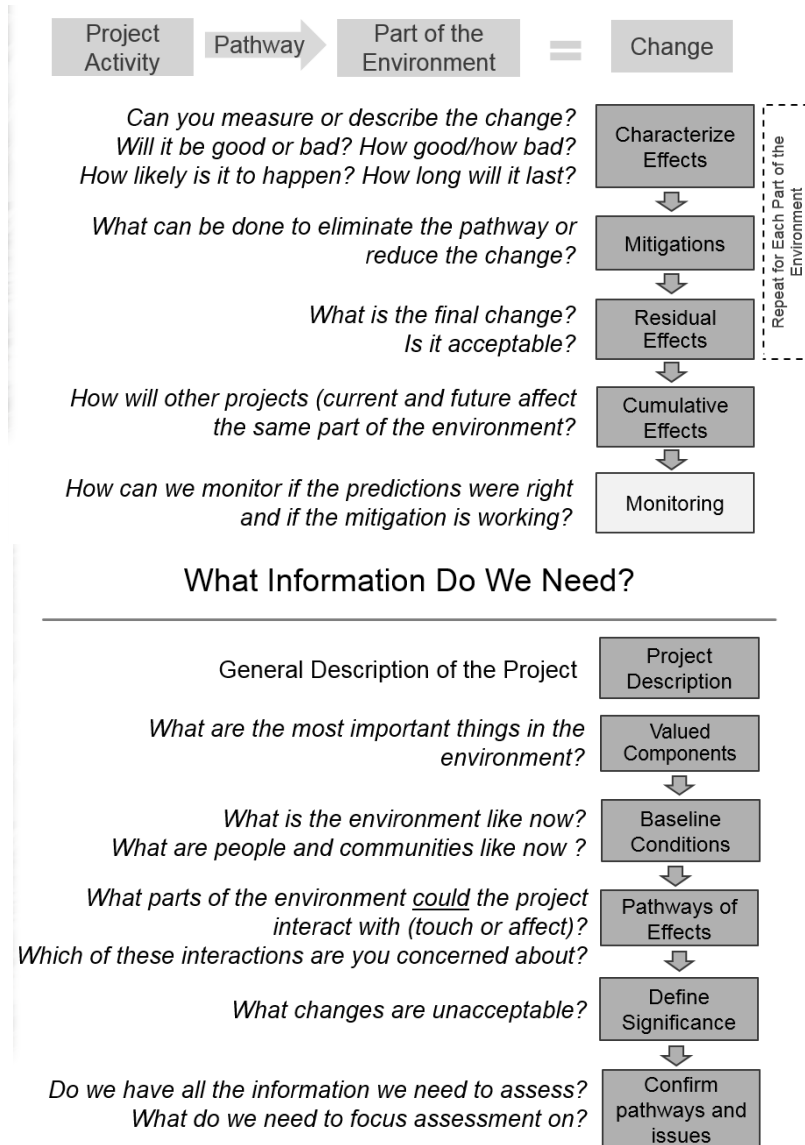 Project
Activity
Pathway
Part of the
Environment
=
Change
Can you measure or describe the change?
Will it be good or bad? How good/how bad?
How likely is it to happen? How long will it last?
Characterize
Effects
Repeat for Each Part of the
Environment
What can be done to eliminate the pathway or
reduce the change?
Mitigations
What is the final change?
Is it acceptable?
Residual
Effects
How will other projects (current and future affect
the same part of the environment?
Cumulative
Effects
How can we monitor if the predictions were right
and if the mitigation is working?
Monitoring
What Information Do We Need?
General Description of the Project
Project
Description
What are the most important things in the
environment?
Valued
Components
What is the environment like now?
What are people and communities like now ?
Baseline
Conditions
What parts of the environment could the project
interact with (touch or affect)?
Which of these interactions are you concerned about?
Pathways of
Effects
What changes are unacceptable?
Define
Significance
Do we have all the information we need to assess?
What do we need to focus assessment on?
Confirm
pathways and
issues